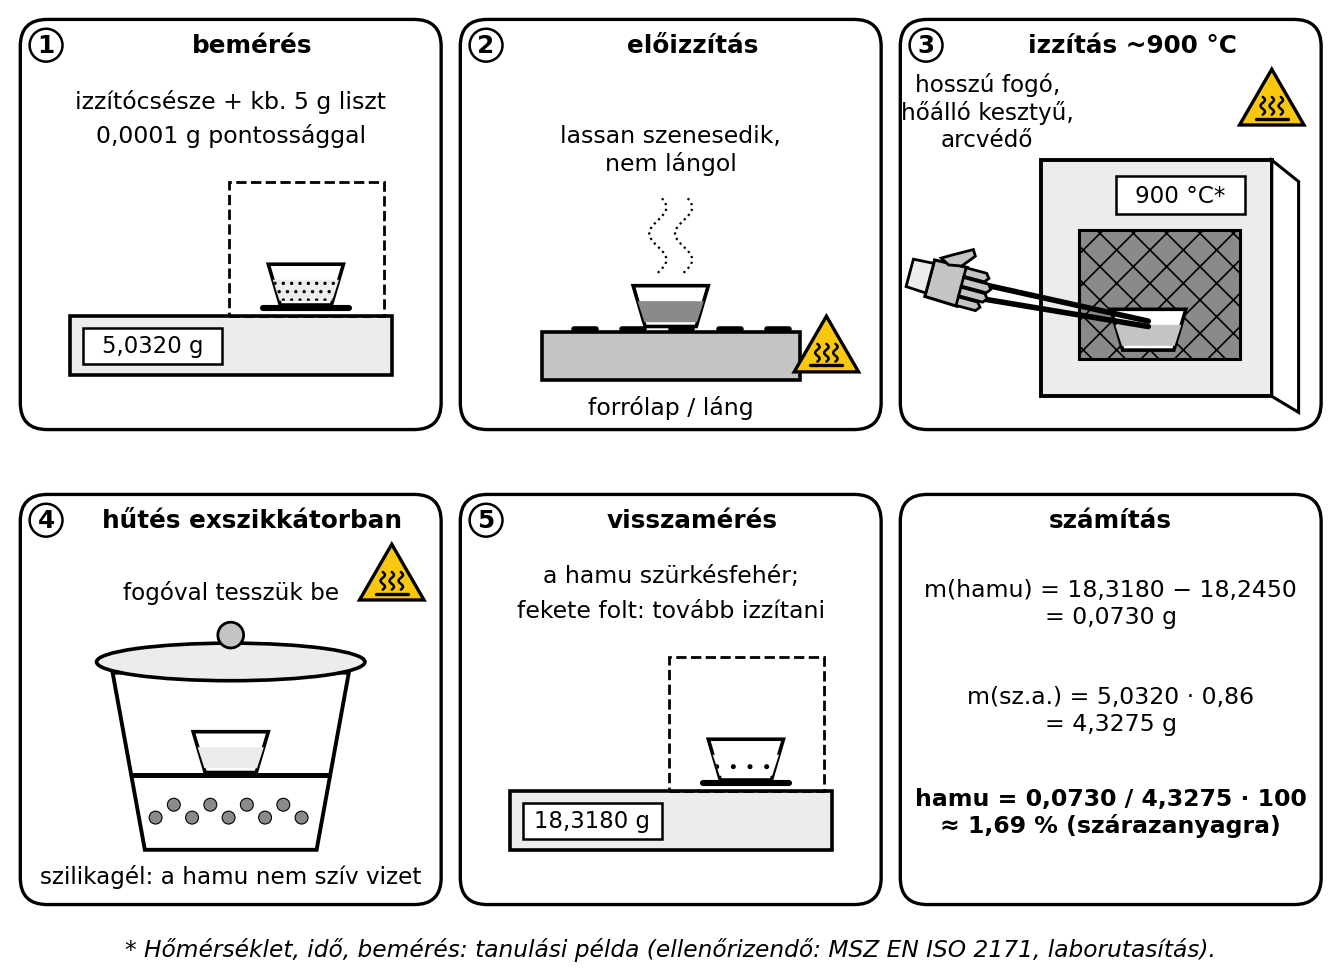 1 bemérés
izzítócsésze + kb. 5 g liszt
0,0001 g pontossággal
5,0320 g
2 előizzítás
lassan szenesedik,
nem lángol
forrólap / láng
3 izzítás ~900 °C
hosszú fogó,
hőálló kesztyű,
arcvédő
900 °C*
4 hűtés exszikkátorban
fogóval tesszük be
szilikagél: a hamu nem szív vizet
5 visszamérés
a hamu szürkésfehér;
fekete folt: tovább izzítani
18,3180 g
számítás
m(hamu) = 18,3180 − 18,2450
= 0,0730 g
m(sz.a.) = 5,0320 · 0,86
= 4,3275 g
hamu = 0,0730 / 4,3275 · 100
≈ 1,69 % (szárazanyagra)
* Hőmérséklet, idő, bemérés: tanulási példa (ellenőrizendő: MSZ EN ISO 2171, laborutasítás).